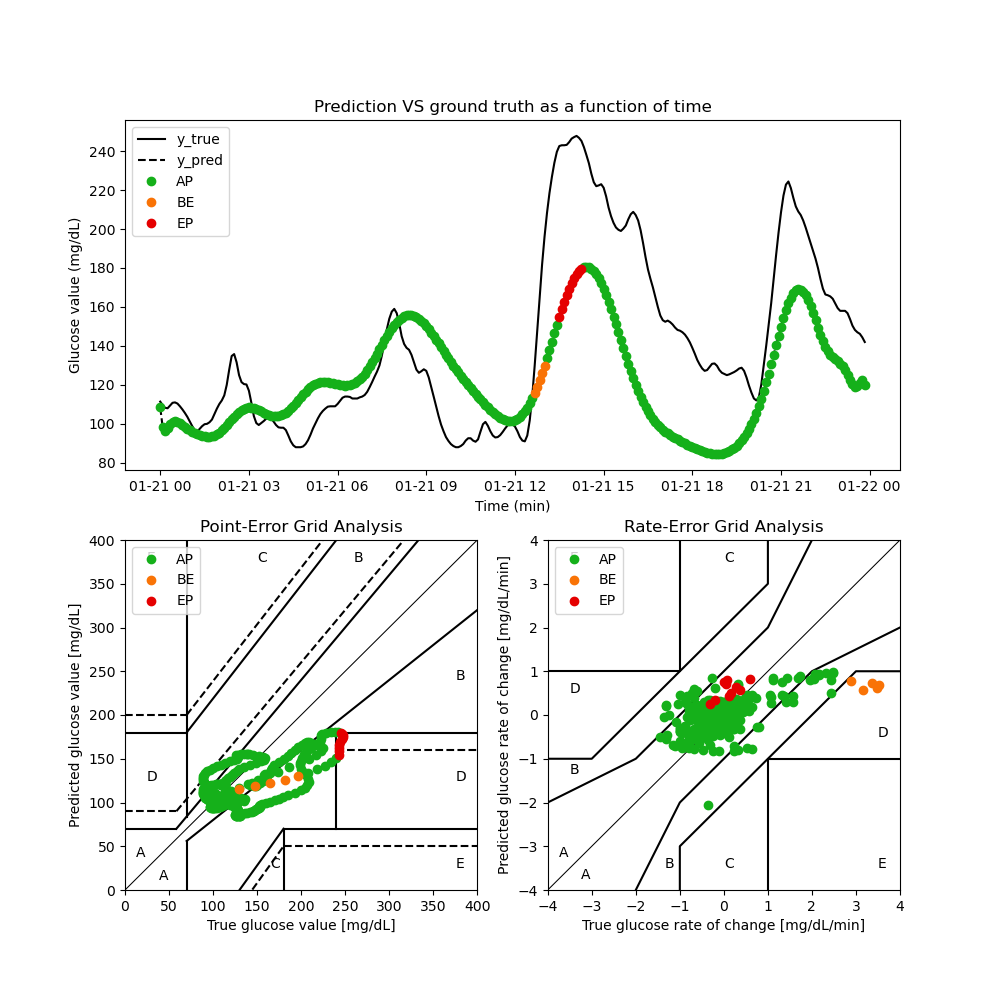 Prediction VS ground truth as a function of time
Glucose value (mg/dL)
240
220
200
180
160
140
120
100
80
y_true
y_pred
AP
BE
EP
01-21 00 01-21 03 01-21 06 01-21 09 01-21 12 01-21 15 01-21 18 01-21 21 01-22 00
Time (min)
Point-Error Grid Analysis
Predicted glucose value [mg/dL]
400
350
300
250
200
150
100
50
0
AP
BE
EP
C B
B
D D
A
A
C E
0 50 100 150 200 250 300 350 400
True glucose value [mg/dL]
Rate-Error Grid Analysis
Predicted glucose rate of change [mg/dL/min]
4
3
2
1
0
−1
−2
−3
−4
AP
BE
EP
C
D
D
B
A
A
B C E
−4 −3 −2 −1 0 1 2 3 4
True glucose rate of change [mg/dL/min]